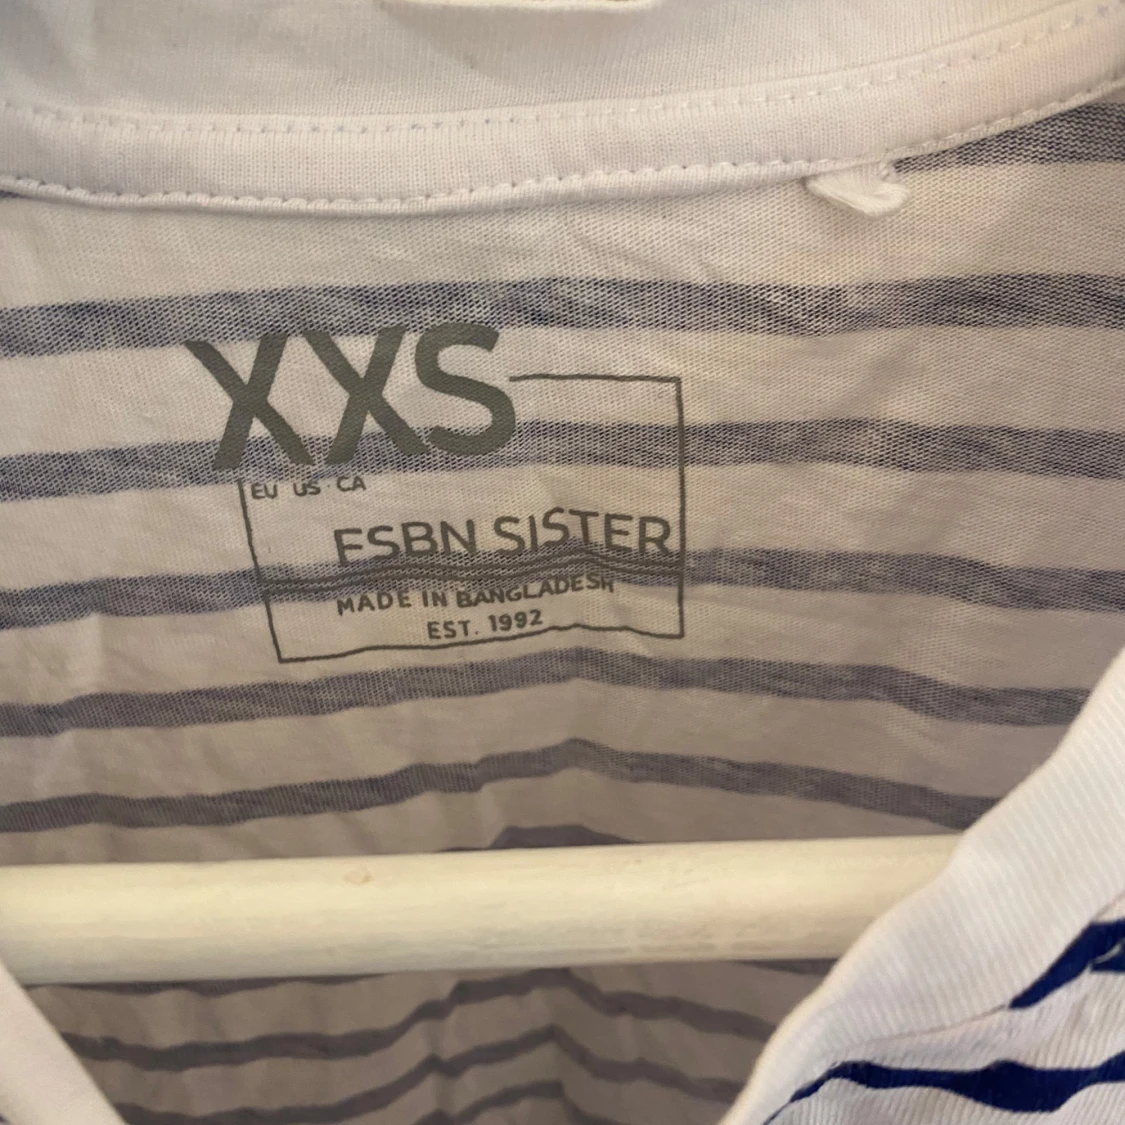 XXS
EU US CA
ESBN SISTER
MADE IN BANGLADESH
EST. 1992